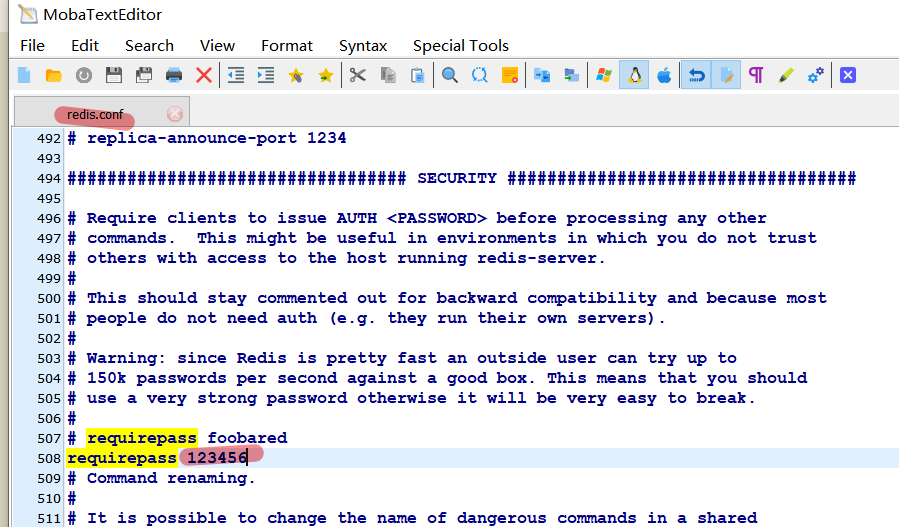 MobaTextEditor
File Edit Search View Format Syntax Special Tools
redis.conf
492 # replica-announce-port 1234
493
494 ################################## SECURITY ###################################
495
496 # Require clients to issue AUTH <PASSWORD> before processing any other
497 # commands.  This might be useful in environments in which you do not trust
498 # others with access to the host running redis-server.
499 #
500 # This should stay commented out for backward compatibility and because most
501 # people do not need auth (e.g. they run their own servers).
502 #
503 # Warning: since Redis is pretty fast an outside user can try up to
504 # 150k passwords per second against a good box. This means that you should
505 # use a very strong password otherwise it will be very easy to break.
506 #
507 # requirepass foobared
508 requirepass 123456
509 # Command renaming.
510 #
511 # It is possible to change the name of dangerous commands in a shared